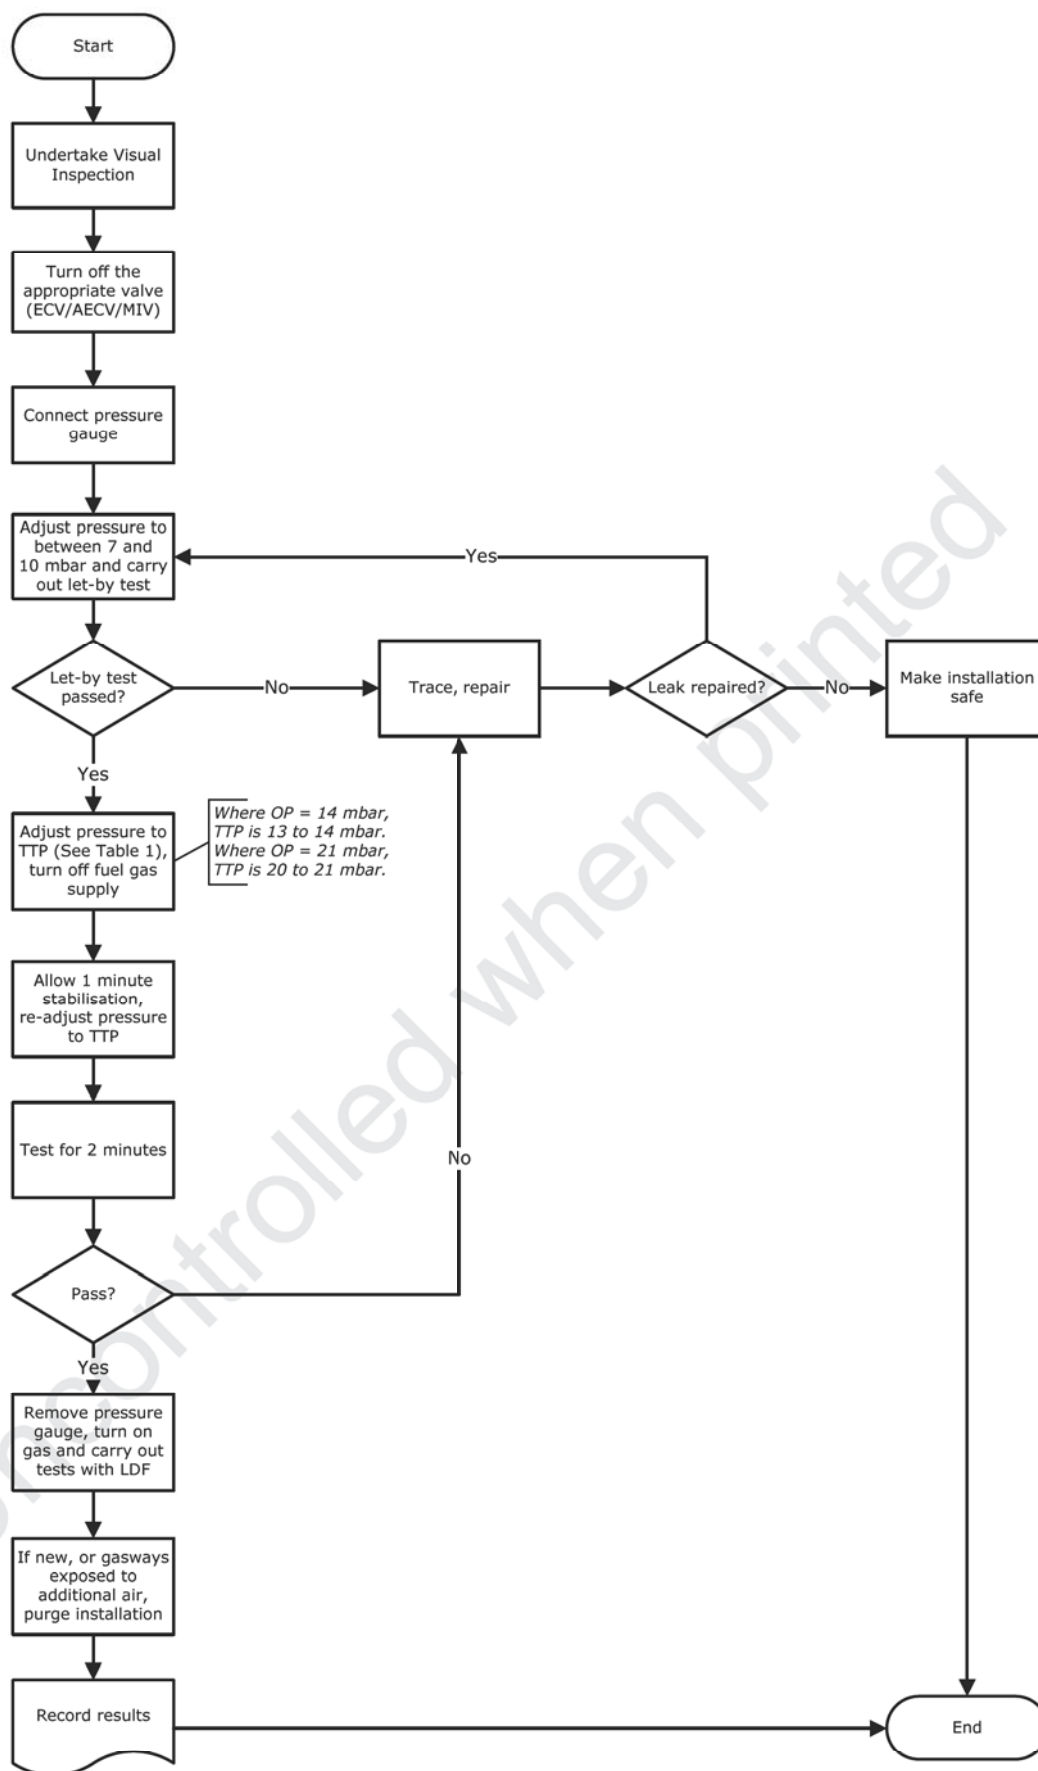 Start
Undertake Visual
Inspection
Turn off the
appropriate valve
(ECV/AECV/MIV)
Connect pressure
gauge
Adjust pressure to
between 7 and
10 mbar and carry
out let-by test
Yes
Let-by test
passed?
No
Trace, repair
Leak repaired?
No
Make installation
safe
Yes
Adjust pressure to
TTP (See Table 1),
turn off fuel gas
supply
Where OP = 14 mbar,
TTP is 13 to 14 mbar.
Where OP = 21 mbar,
TTP is 20 to 21 mbar.
Allow 1 minute
stabilisation,
re-adjust pressure
to TTP
Test for 2 minutes
No
Pass?
Yes
Remove pressure
gauge, turn on
gas and carry out
tests with LDF
If new, or gasways
exposed to
additional air,
purge installation
Record results
End
ncontrolled when printed